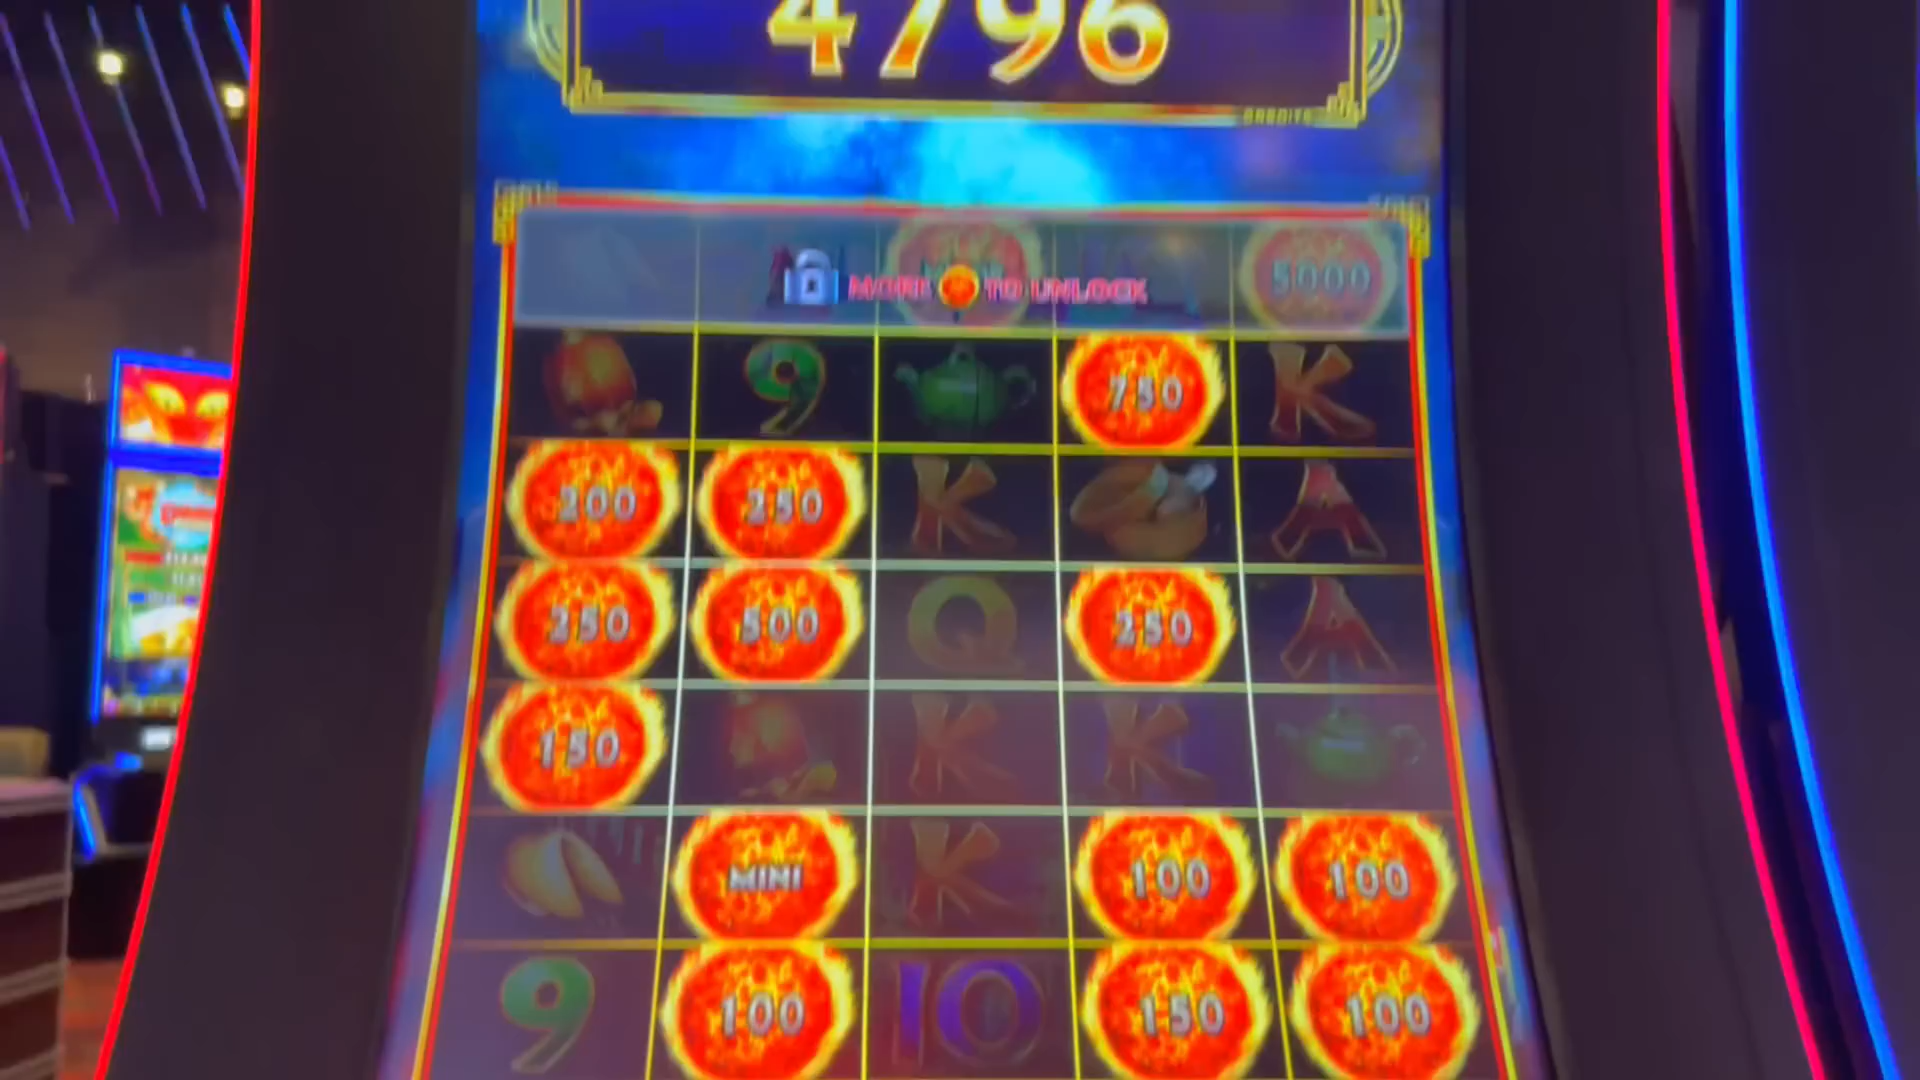 4796
CREDITS
5000
MORE TO UNLOCK
9 750 K
200 250 K A
250 500 Q 250 A
150 K K
MINI K 100 100
9 100 10 150 100